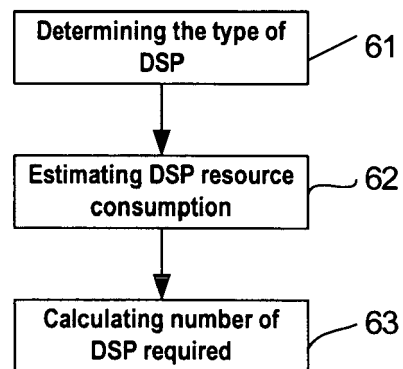 Determining the type of
DSP
61
Estimating DSP resource
consumption
62
Calculating number of
DSP required
63